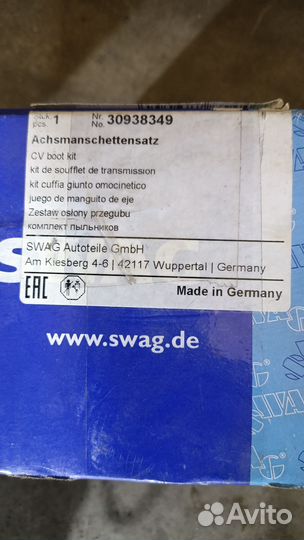 Stk. 1 Nr. 30938349
pcs. No.
Achsmanschettensatz
CV boot kit
kit de soufflet de transmission
kit cuffia giunto omocinetico
juego de manguito de eje
Zestaw osłony przegubu
комплект пыльников
SWAG Autoteile GmbH
Am Kiesberg 4-6 | 42117 Wuppertal | Germany
EAC
Made in Germany
www.swag.de
Avito